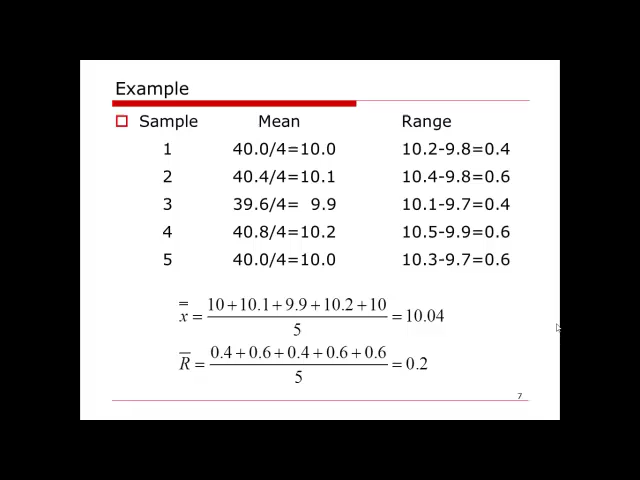 Example
Sample Mean Range
1 40.0/4=10.0 10.2-9.8=0.4
2 40.4/4=10.1 10.4-9.8=0.6
3 39.6/4= 9.9 10.1-9.7=0.4
4 40.8/4=10.2 10.5-9.9=0.6
5 40.0/4=10.0 10.3-9.7=0.6
x̿ = (10+10.1+9.9+10.2+10)/5 = 10.04
R̅ = (0.4+0.6+0.4+0.6+0.6)/5 = 0.2
7